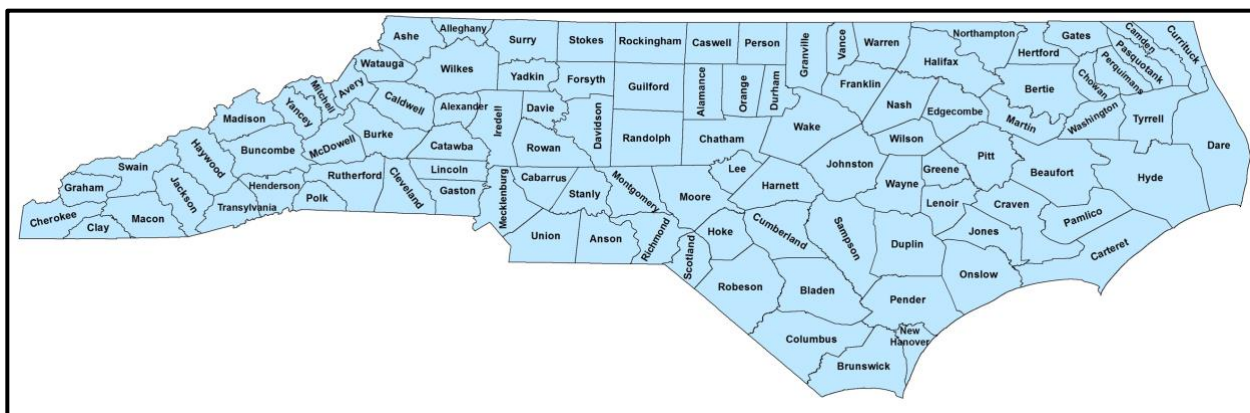 Alleghany
Ashe
Surry
Stokes
Rockingham
Caswell
Person
Granville
Vance
Warren
Northampton
Gates
Camden
Currituck
Pasquotank
Perquimans
Chowan
Hertford
Halifax
Watauga
Wilkes
Yadkin
Forsyth
Guilford
Alamance
Orange
Durham
Franklin
Nash
Edgecombe
Bertie
Martin
Washington
Tyrrell
Dare
Mitchell
Avery
Yancey
Madison
Caldwell
Alexander
Iredell
Davie
Davidson
Randolph
Chatham
Wake
Wilson
Pitt
Beaufort
Hyde
Haywood
Buncombe
McDowell
Burke
Catawba
Rowan
Lee
Johnston
Greene
Swain
Graham
Jackson
Henderson
Rutherford
Cleveland
Lincoln
Gaston
Mecklenburg
Cabarrus
Stanly
Montgomery
Moore
Harnett
Wayne
Lenoir
Craven
Pamlico
Cherokee
Clay
Macon
Transylvania
Polk
Union
Anson
Richmond
Scotland
Hoke
Cumberland
Sampson
Duplin
Jones
Carteret
Onslow
Robeson
Bladen
Pender
Columbus
New
Hanover
Brunswick